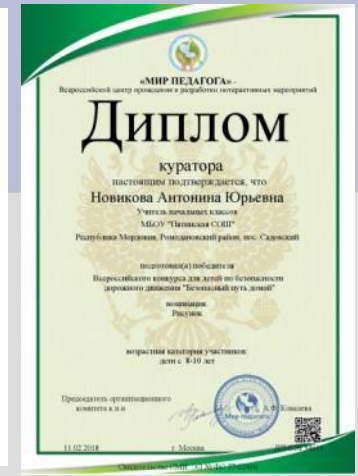 «МИР ПЕДАГОГА» -
Всероссийский центр проведения и разработки интерактивных мероприятий
Диплом
куратора
настоящим подтверждается, что
Новикова Антонина Юрьевна
Учитель начальных классов
МБОУ "Пятинская СОШ"
Республика Мордовия, Ромодановский район, пос. Садовский
подготовил(а) победителя
Всероссийского конкурса для детей по безопасности
дорожного движения "Безопасный путь домой"
номинация
Рисунок
возрастная категория участников
дети с 8-10 лет
Председатель организационного
комитета к.п.н
А.Ф. Ковалева
11.02.2018
г. Москва